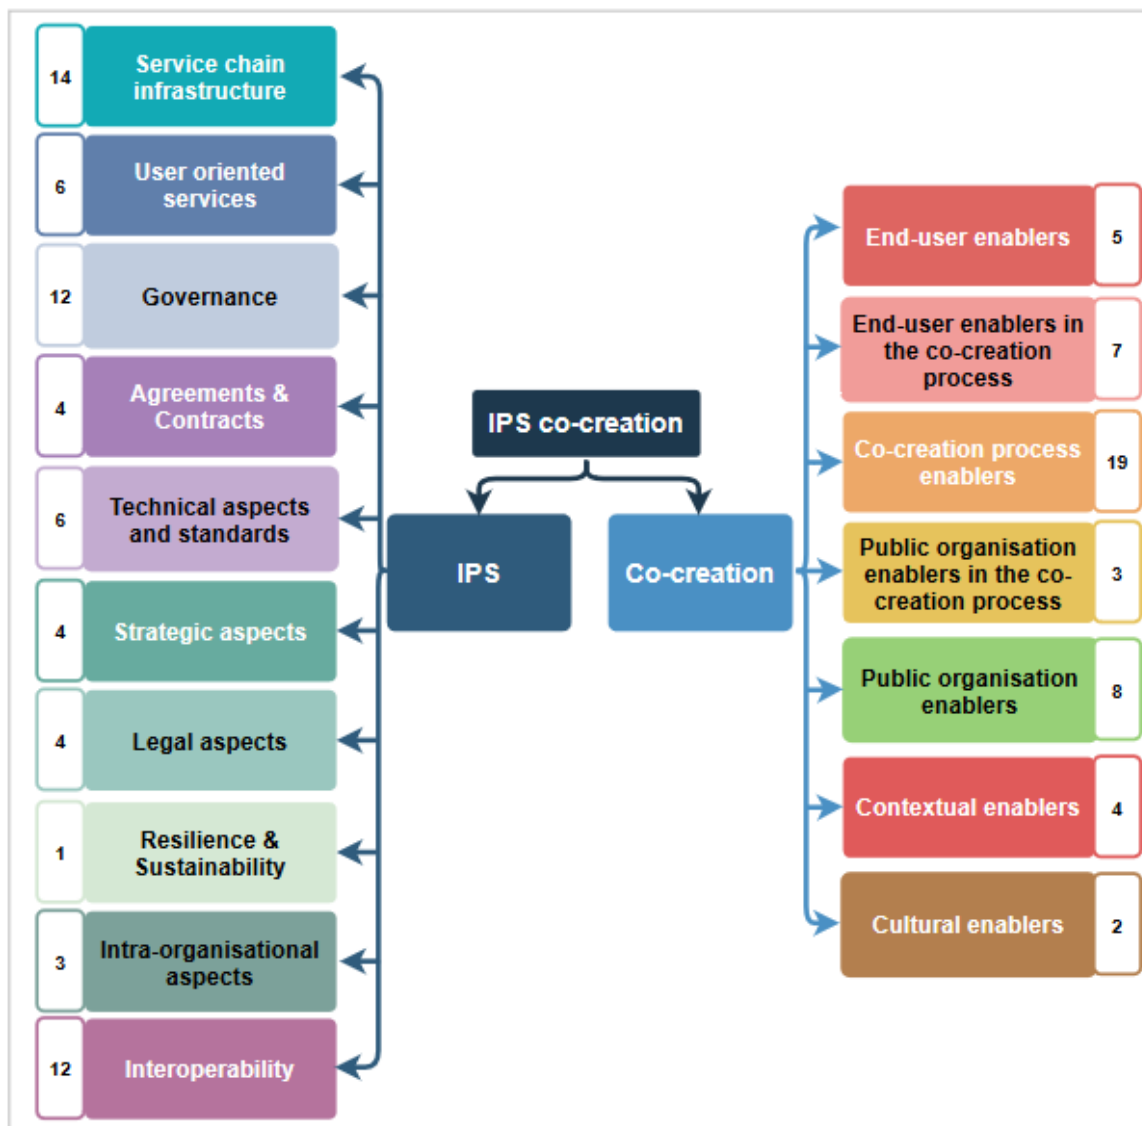 14
Service chain
infrastructure
6
User oriented
services
12
Governance
4
Agreements &
Contracts
6
Technical aspects
and standards
4
Strategic aspects
4
Legal aspects
1
Resilience &
Sustainability
3
Intra-organisational
aspects
12
Interoperability
IPS co-creation
IPS
Co-creation
End-user enablers
5
End-user enablers in
the co-creation
process
7
Co-creation process
enablers
19
Public organisation
enablers in the co-
creation process
3
Public organisation
enablers
8
Contextual enablers
4
Cultural enablers
2